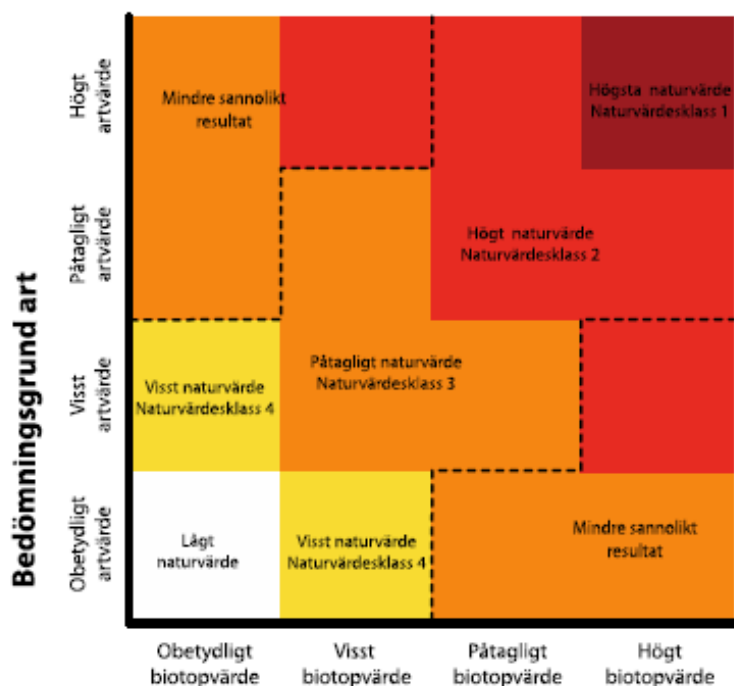 Bedömningsgrund art
Högt
artvärde
Påtagligt
artvärde
Visst
artvärde
Obetydligt
artvärde
Mindre sannolikt
resultat
Högsta naturvärde
Naturvärdesklass 1
Högt naturvärde
Naturvärdesklass 2
Påtagligt naturvärde
Naturvärdesklass 3
Visst naturvärde
Naturvärdesklass 4
Lågt
naturvärde
Visst naturvärde
Naturvärdesklass 4
Mindre sannolikt
resultat
Obetydligt
biotopvärde
Visst
biotopvärde
Påtagligt
biotopvärde
Högt
biotopvärde